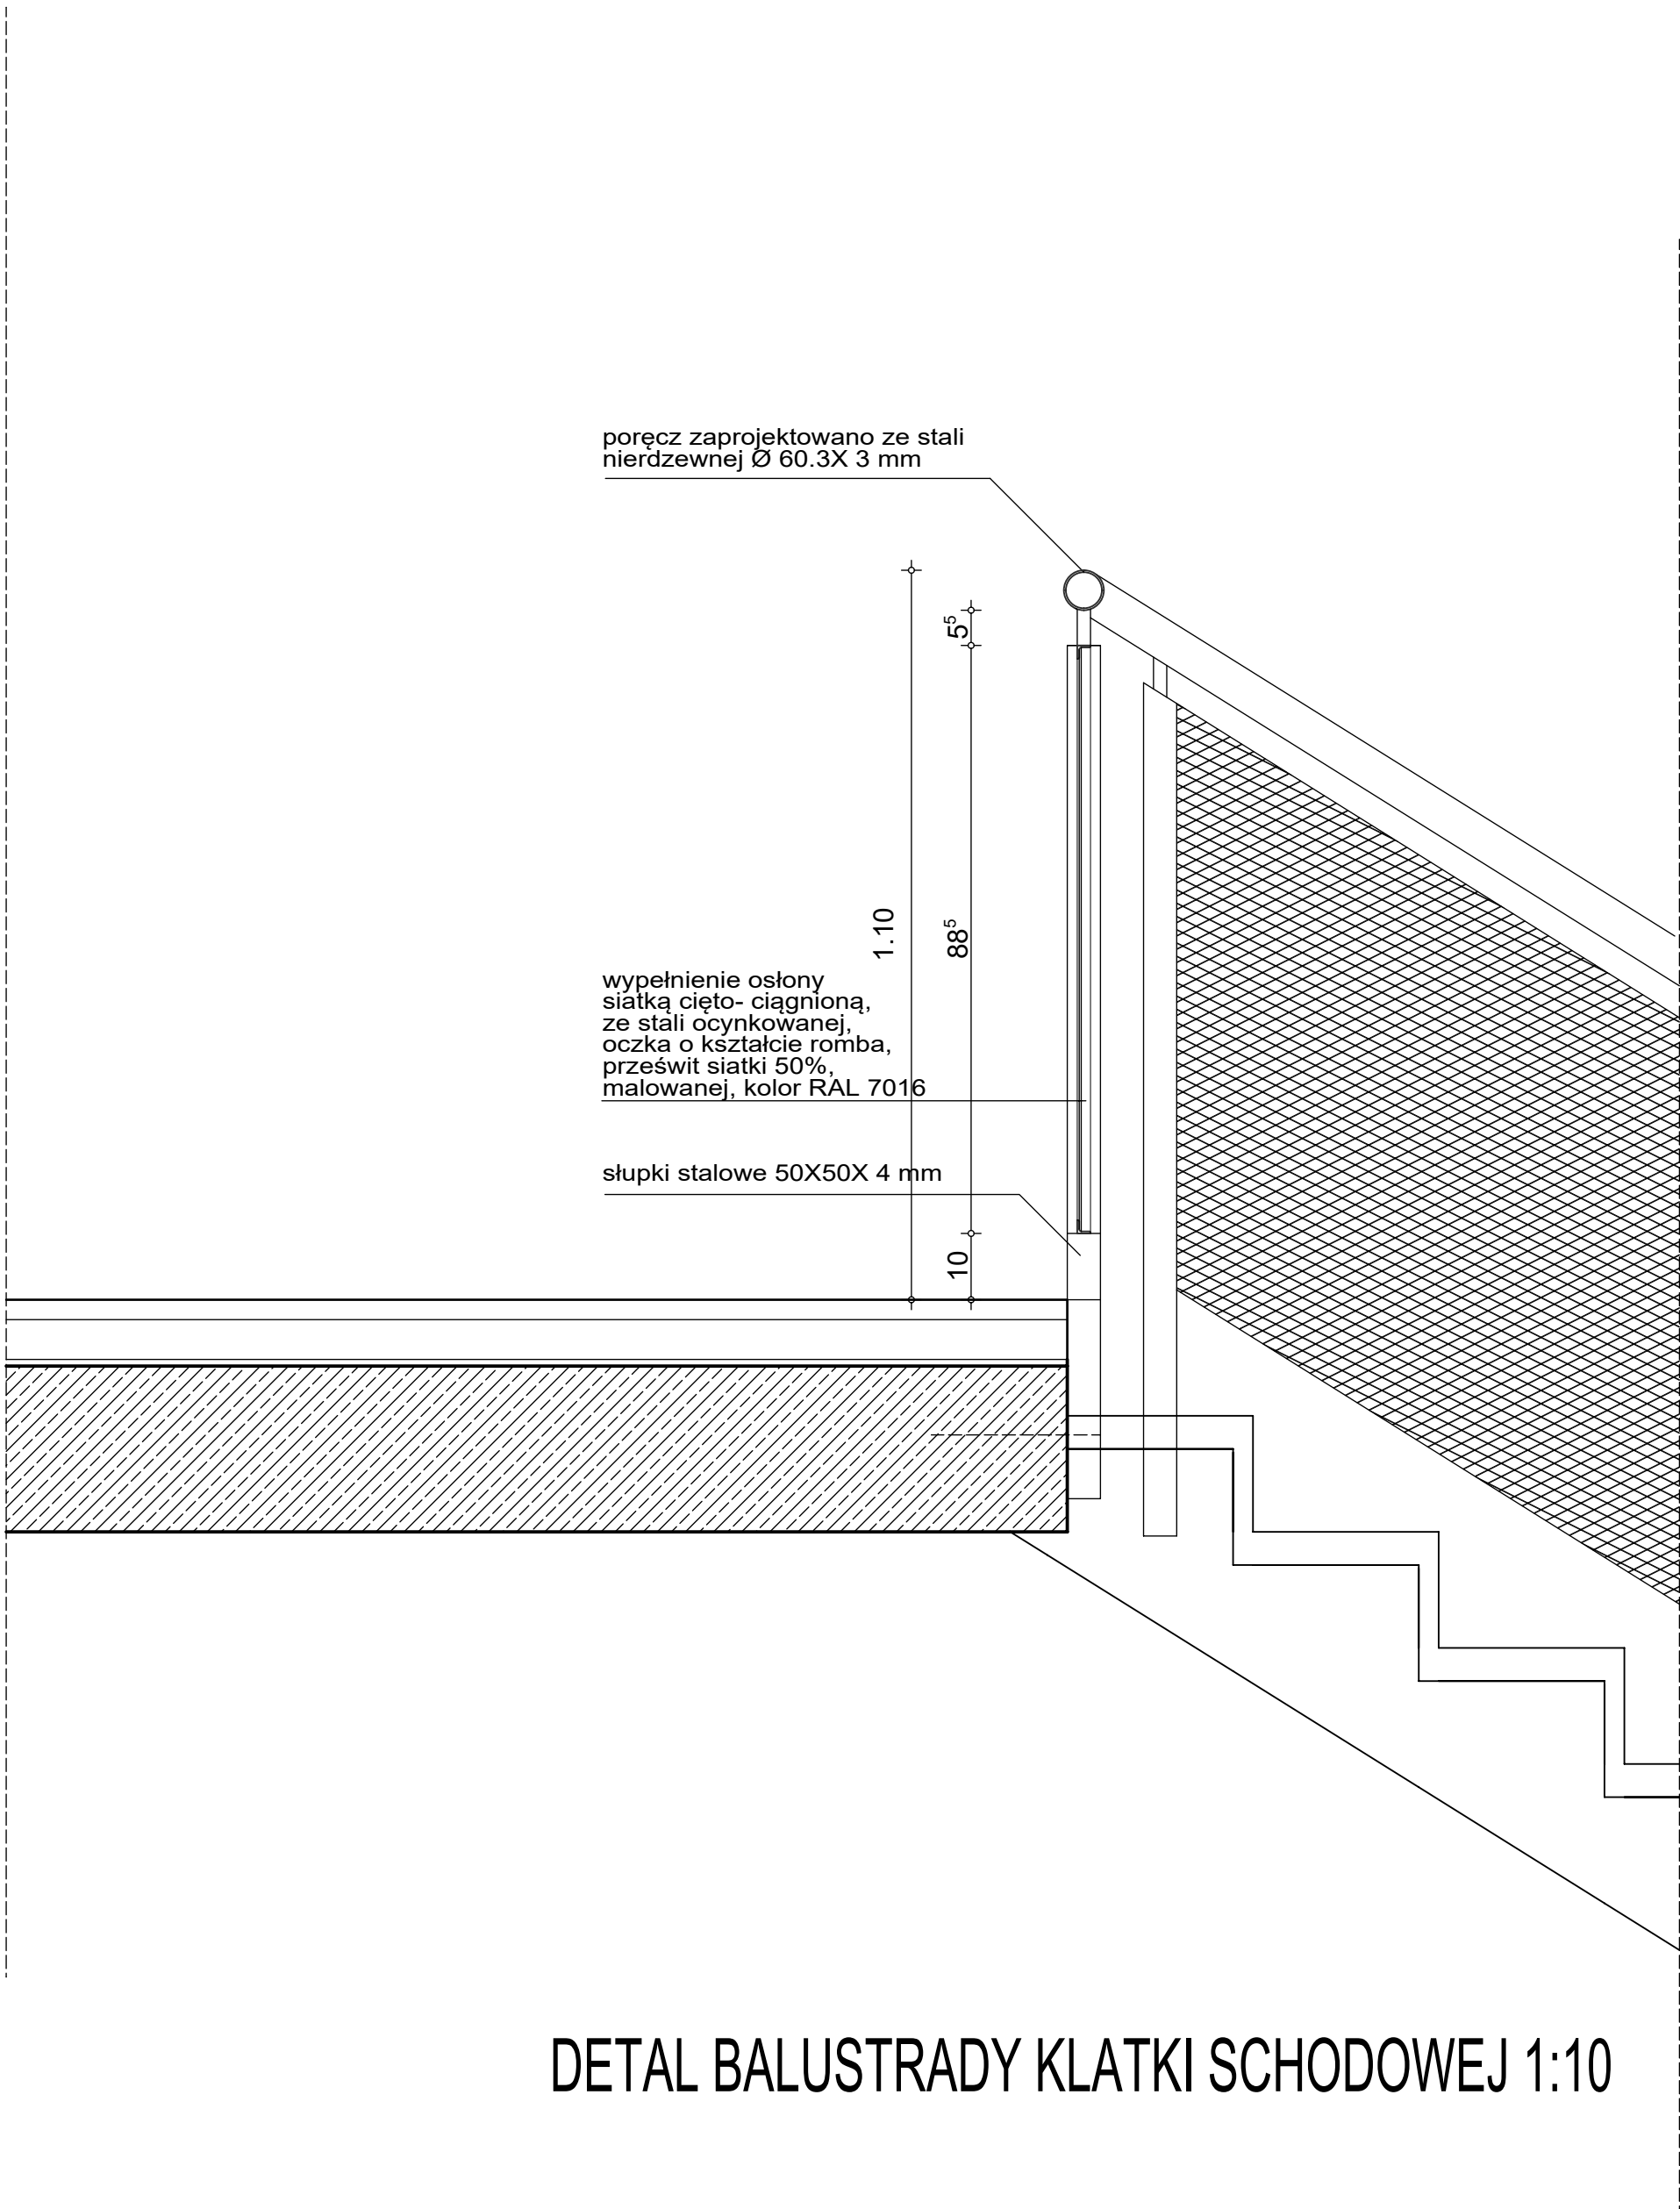 poręcz zaprojektowano ze stali
nierdzewnej Ø 60.3X 3 mm
5⁵
1.10
88⁵
wypełnienie osłony
siatką cięto- ciągnioną,
ze stali ocynkowanej,
oczka o kształcie romba,
prześwit siatki 50%,
malowanej, kolor RAL 7016
słupki stalowe 50X50X 4 mm
10
DETAL BALUSTRADY KLATKI SCHODOWEJ 1:10